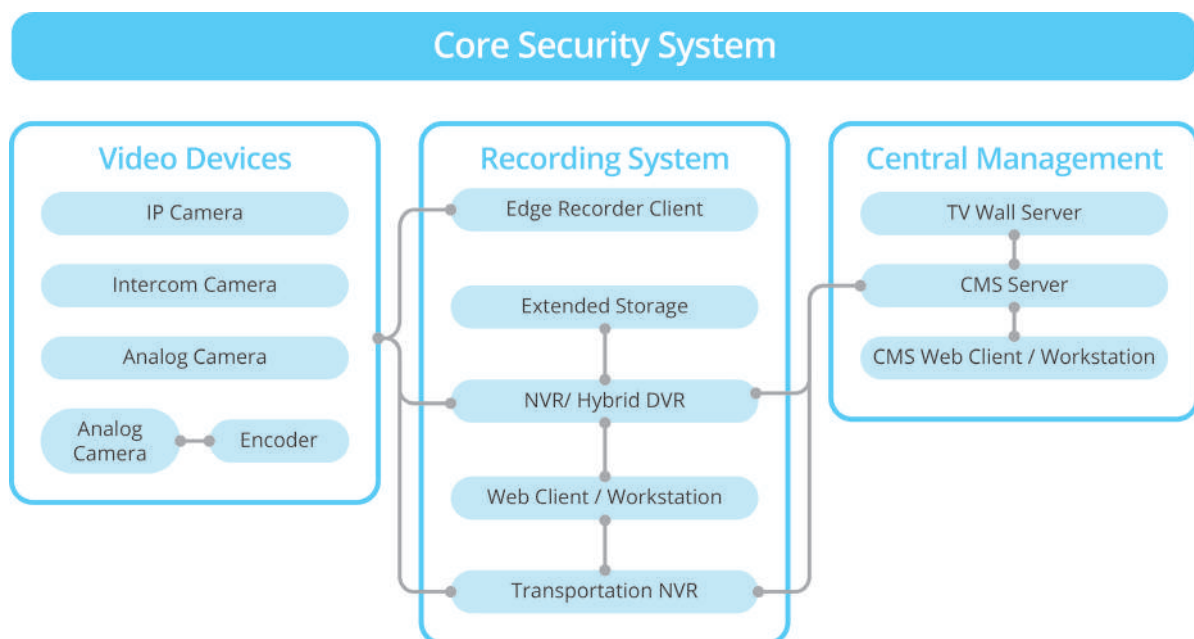 Core Security System
Video Devices
IP Camera
Intercom Camera
Analog Camera
Analog
Camera
Encoder
Recording System
Edge Recorder Client
Extended Storage
NVR/ Hybrid DVR
Web Client / Workstation
Transportation NVR
Central Management
TV Wall Server
CMS Server
CMS Web Client / Workstation